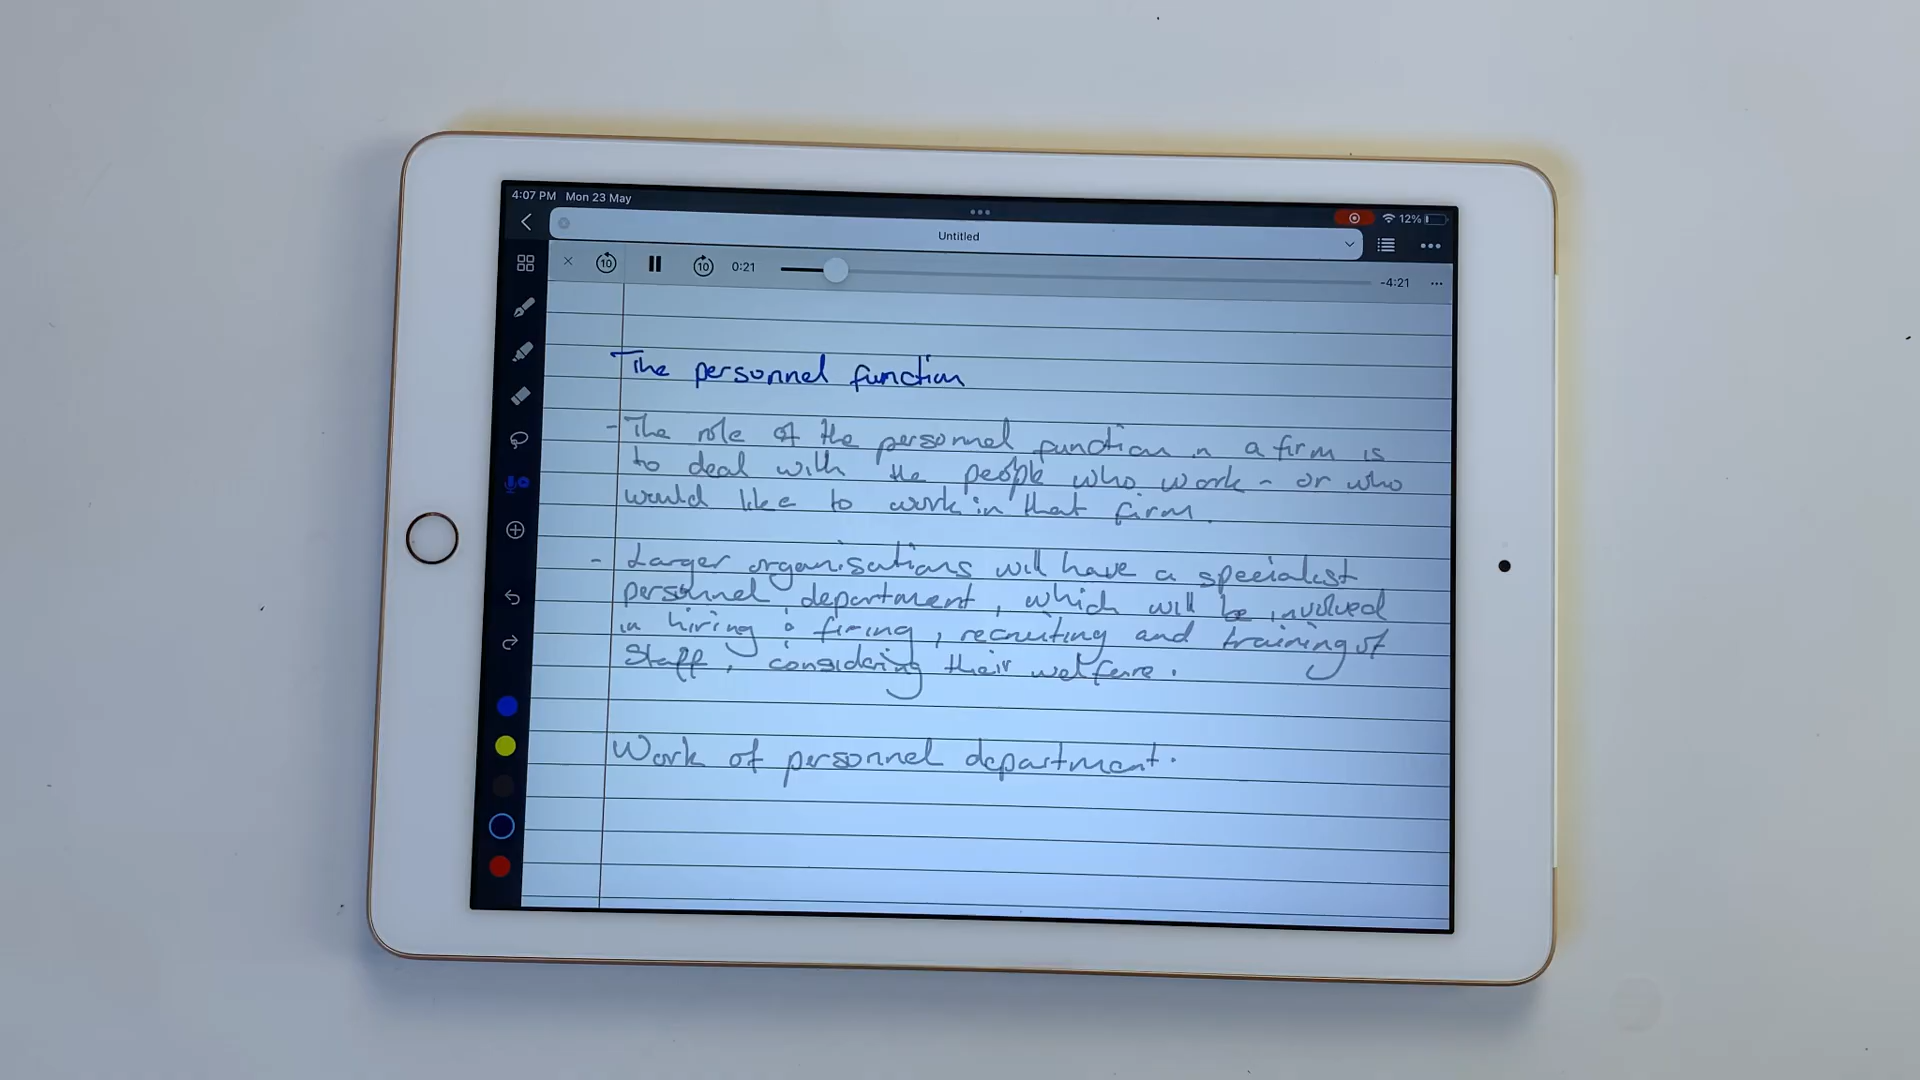 4:07 PM Mon 23 May
12%
Untitled
10 10 0:21 -4:21
The personnel function
- The role of the personnel function in a firm is
to deal with the people who work - or who
would like to work in that firm.
- Larger organisations will have a specialist
personnel department, which will be involved
in hiring & firing, recruiting and training of
staff, considering their welfare.
Work of personnel department.